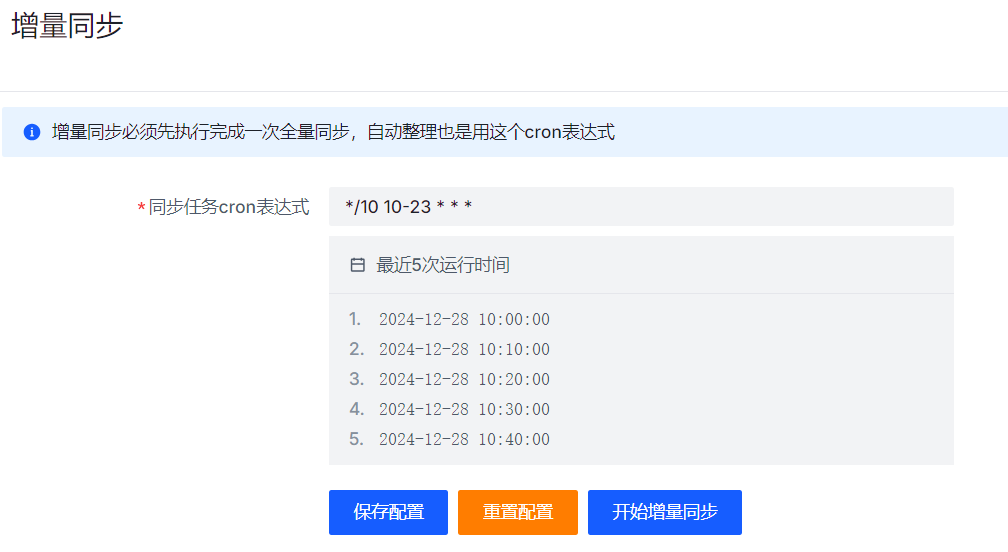 增量同步
增量同步必须先执行完成一次全量同步，自动整理也是用这个cron表达式
*同步任务cron表达式
*/10 10-23 * * *
最近5次运行时间
1. 2024-12-28 10:00:00
2. 2024-12-28 10:10:00
3. 2024-12-28 10:20:00
4. 2024-12-28 10:30:00
5. 2024-12-28 10:40:00
保存配置 重置配置 开始增量同步